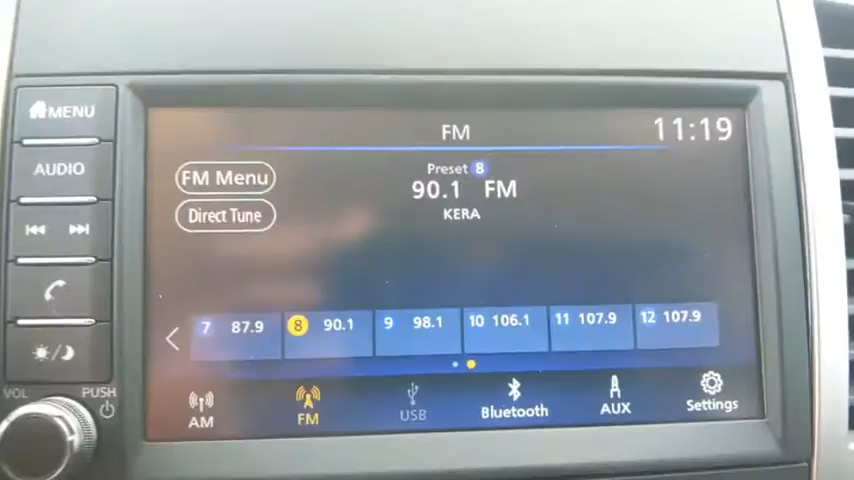 MENU
AUDIO
VOL
PUSH
FM
11:19
FM Menu
Direct Tune
Preset 8
90.1 FM
KERA
7 87.9
8 90.1
9 98.1
10 106.1
11 107.9
12 107.9
AM
FM
USB
Bluetooth
AUX
Settings